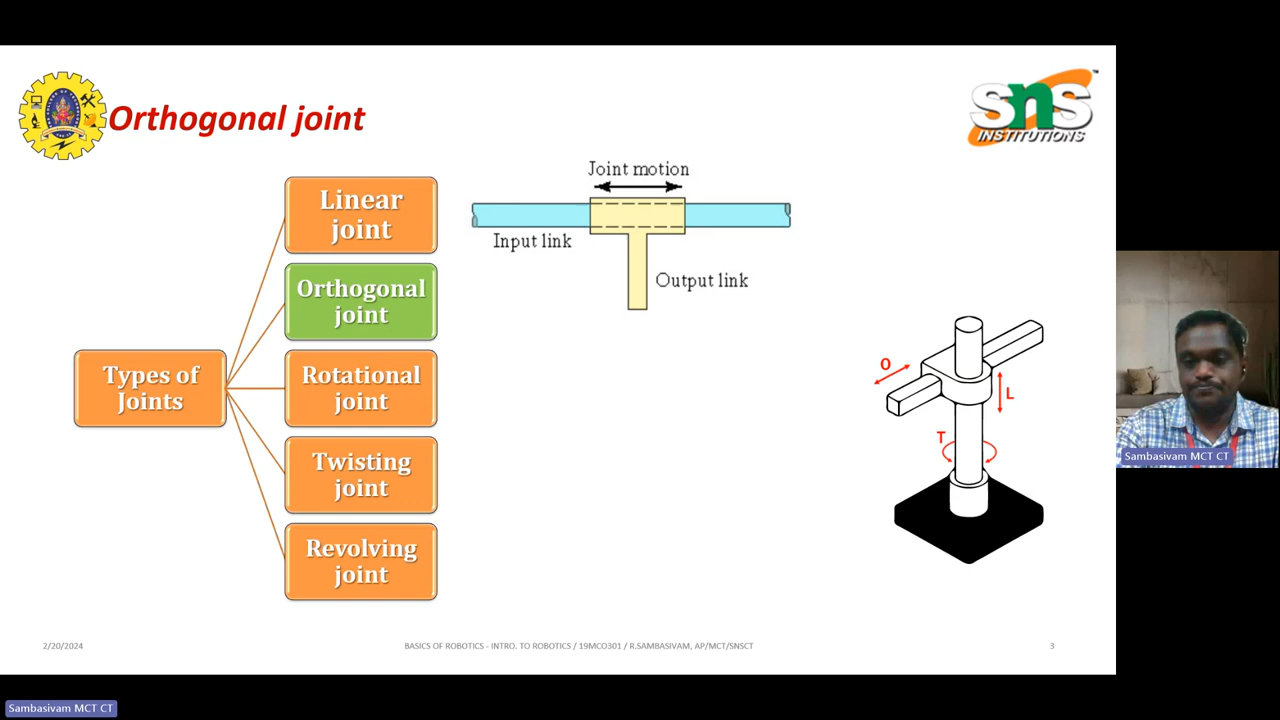 Orthogonal joint
SNS
INSTITUTIONS
™
Types of
Joints
Linear
joint
Orthogonal
joint
Rotational
joint
Twisting
joint
Revolving
joint
Joint motion
Input link
Output link
O
L
T
Sambasivam MCT CT
2/20/2024
BASICS OF ROBOTICS - INTRO. TO ROBOTICS / 19MCO301 / R.SAMBASIVAM, AP/MCT/SNSCT
3
Sambasivam MCT CT